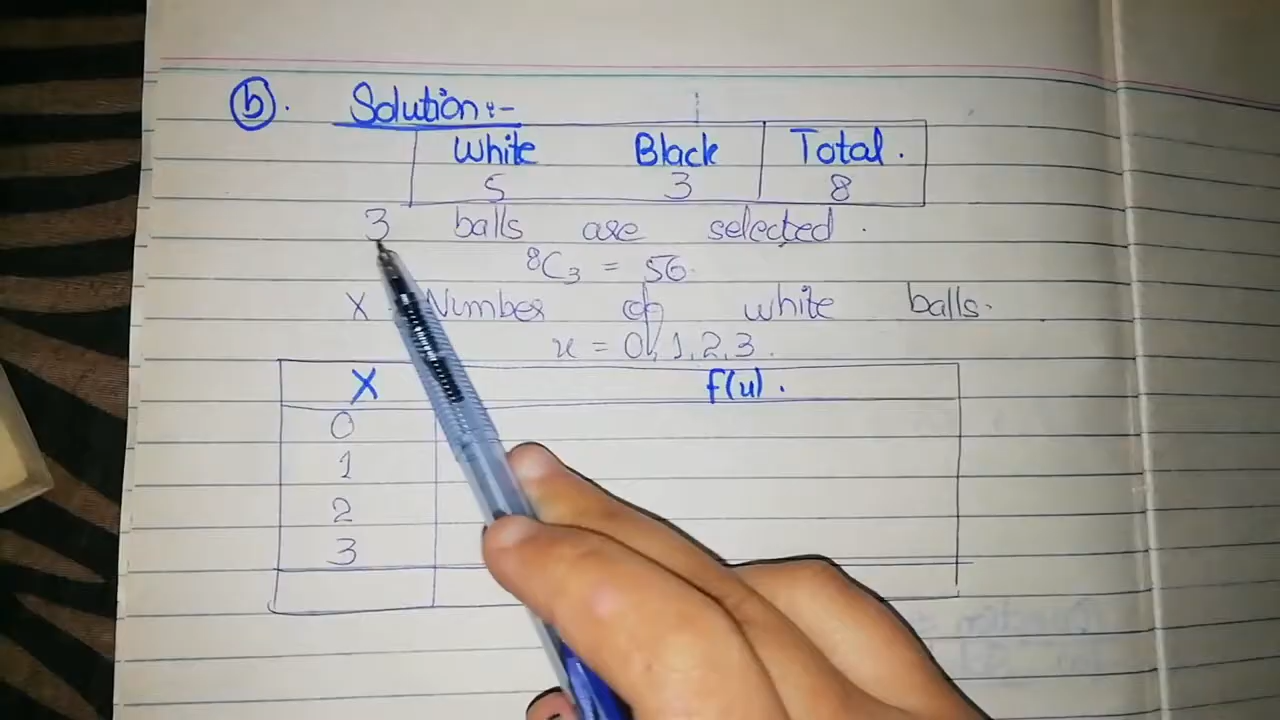 (b). Solution:-
White Black Total.
5 3 8
3 balls are selected.
⁸C₃ = 56.
X Number of white balls.
x = 0, 1, 2, 3.
X f(x).
0
1
2
3